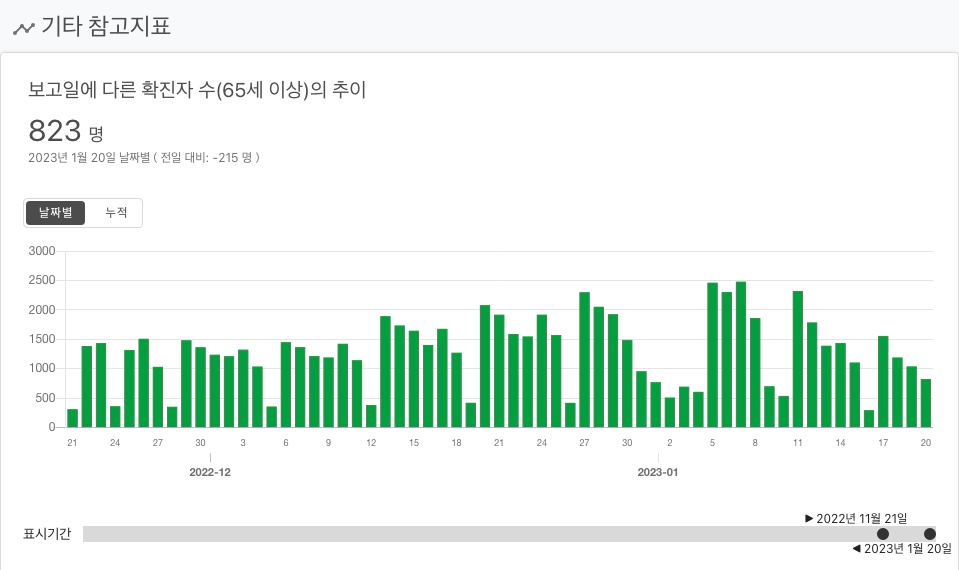 기타 참고지표
보고일에 다른 확진자 수(65세 이상)의 추이
823 명
2023년 1월 20일 날짜별 ( 전일 대비: -215 명 )
날짜별 누적
3000
2500
2000
1500
1000
500
0
21 24 27 30 3 6 9 12 15 18 21 24 27 30 2 5 8 11 14 17 20
2022-12 2023-01
▶ 2022년 11월 21일
표시기간
◀ 2023년 1월 20일